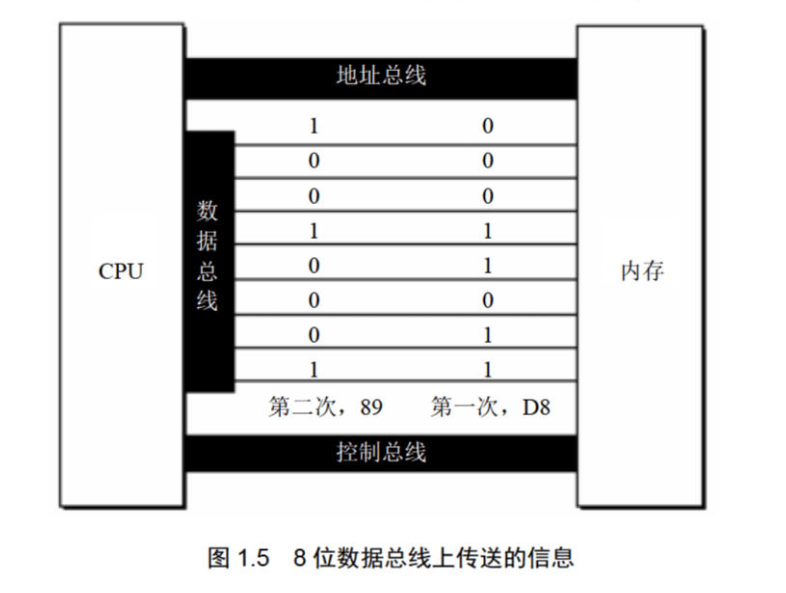 地址总线
1 0
0 0
0 0
1 1
0 1
0 0
0 1
1 1
数据总线
CPU
内存
第二次，89 第一次，D8
控制总线
图 1.5 8 位数据总线上传送的信息